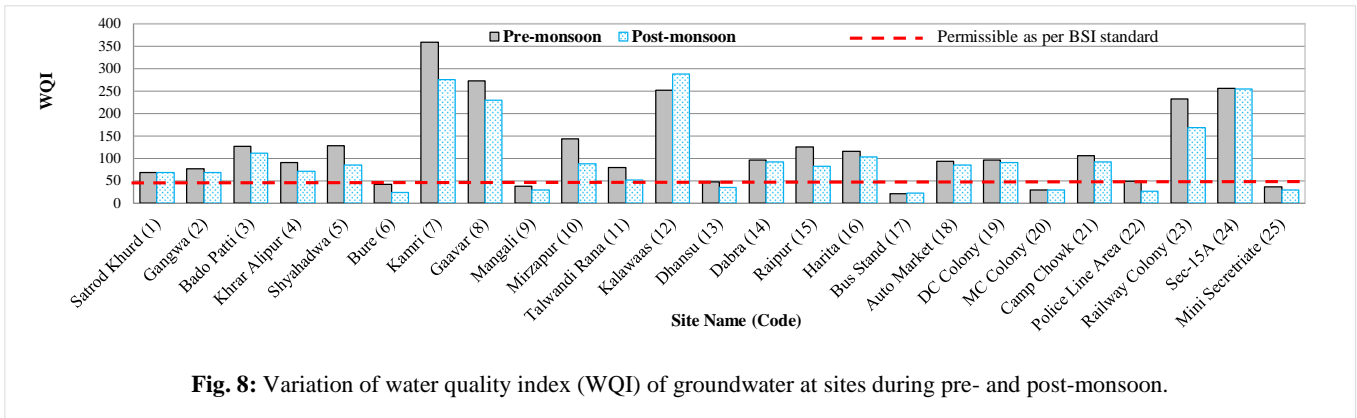 400
350
300
250
200
150
100
50
0
WQI
Pre-monsoon
Post-monsoon
Permissible as per BSI standard
Satrod Khurd (1)
Gangwa (2)
Bado Patti (3)
Khrar Alipur (4)
Shyahadwa (5)
Bure (6)
Kamri (7)
Gaavar (8)
Mangali (9)
Mirzapur (10)
Talwandi Rana (11)
Kalawaas (12)
Dhansu (13)
Dabra (14)
Raipur (15)
Harita (16)
Bus Stand (17)
Auto Market (18)
DC Colony (19)
MC Colony (20)
Camp Chowk (21)
Police Line Area (22)
Railway Colony (23)
Sec-15A (24)
Mini Secretriate (25)
Site Name (Code)
Fig. 8: Variation of water quality index (WQI) of groundwater at sites during pre- and post-monsoon.